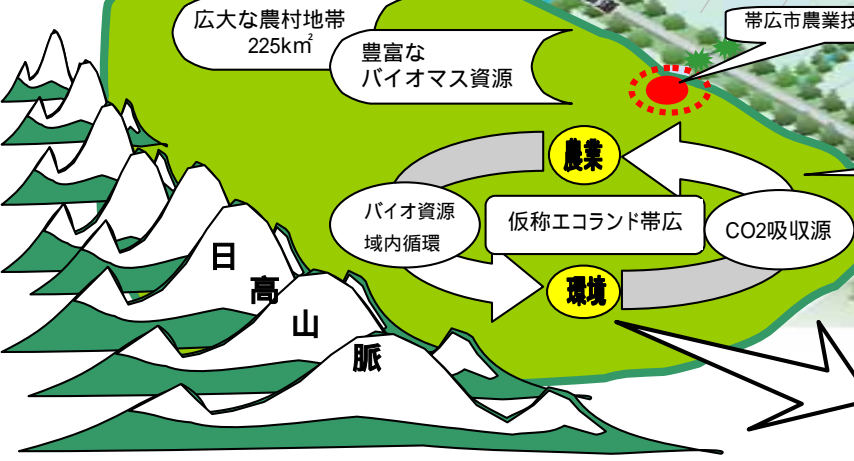 広大な農村地帯
225k㎡
帯広市農業技
豊富な
バイオマス資源
農業
バイオ資源
域内循環
仮称エコランド帯広
CO2吸収源
環境
日高山脈